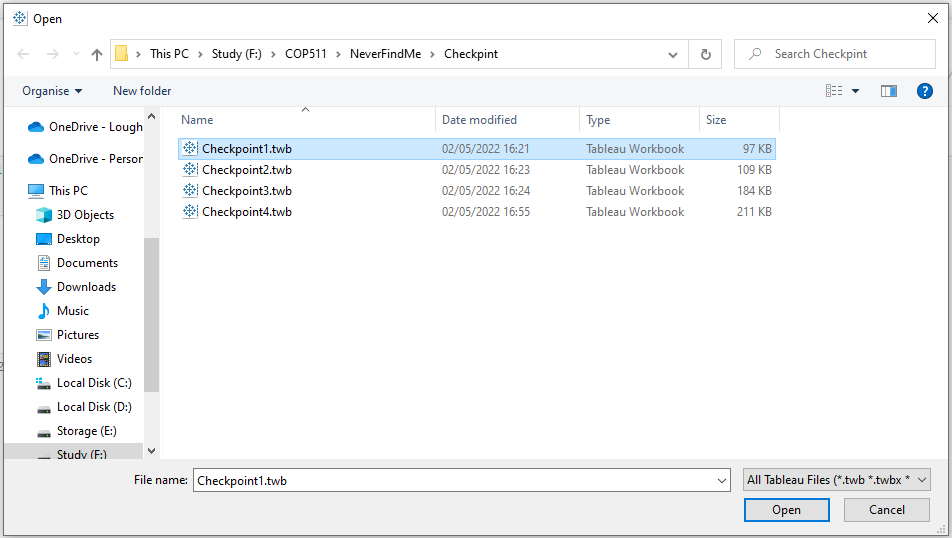 Open
This PC > Study (F:) > COP511 > NeverFindMe > Checkpint
Search Checkpint
Organise New folder
Name Date modified Type Size
OneDrive - Lough
OneDrive - Person
This PC
3D Objects
Desktop
Documents
Downloads
Music
Pictures
Videos
Local Disk (C:)
Local Disk (D:)
Storage (E:)
Study (F:)
Checkpoint1.twb 02/05/2022 16:21 Tableau Workbook 97 KB
Checkpoint2.twb 02/05/2022 16:23 Tableau Workbook 109 KB
Checkpoint3.twb 02/05/2022 16:24 Tableau Workbook 184 KB
Checkpoint4.twb 02/05/2022 16:55 Tableau Workbook 211 KB
File name: Checkpoint1.twb All Tableau Files (*.twb *.twbx *
Open Cancel